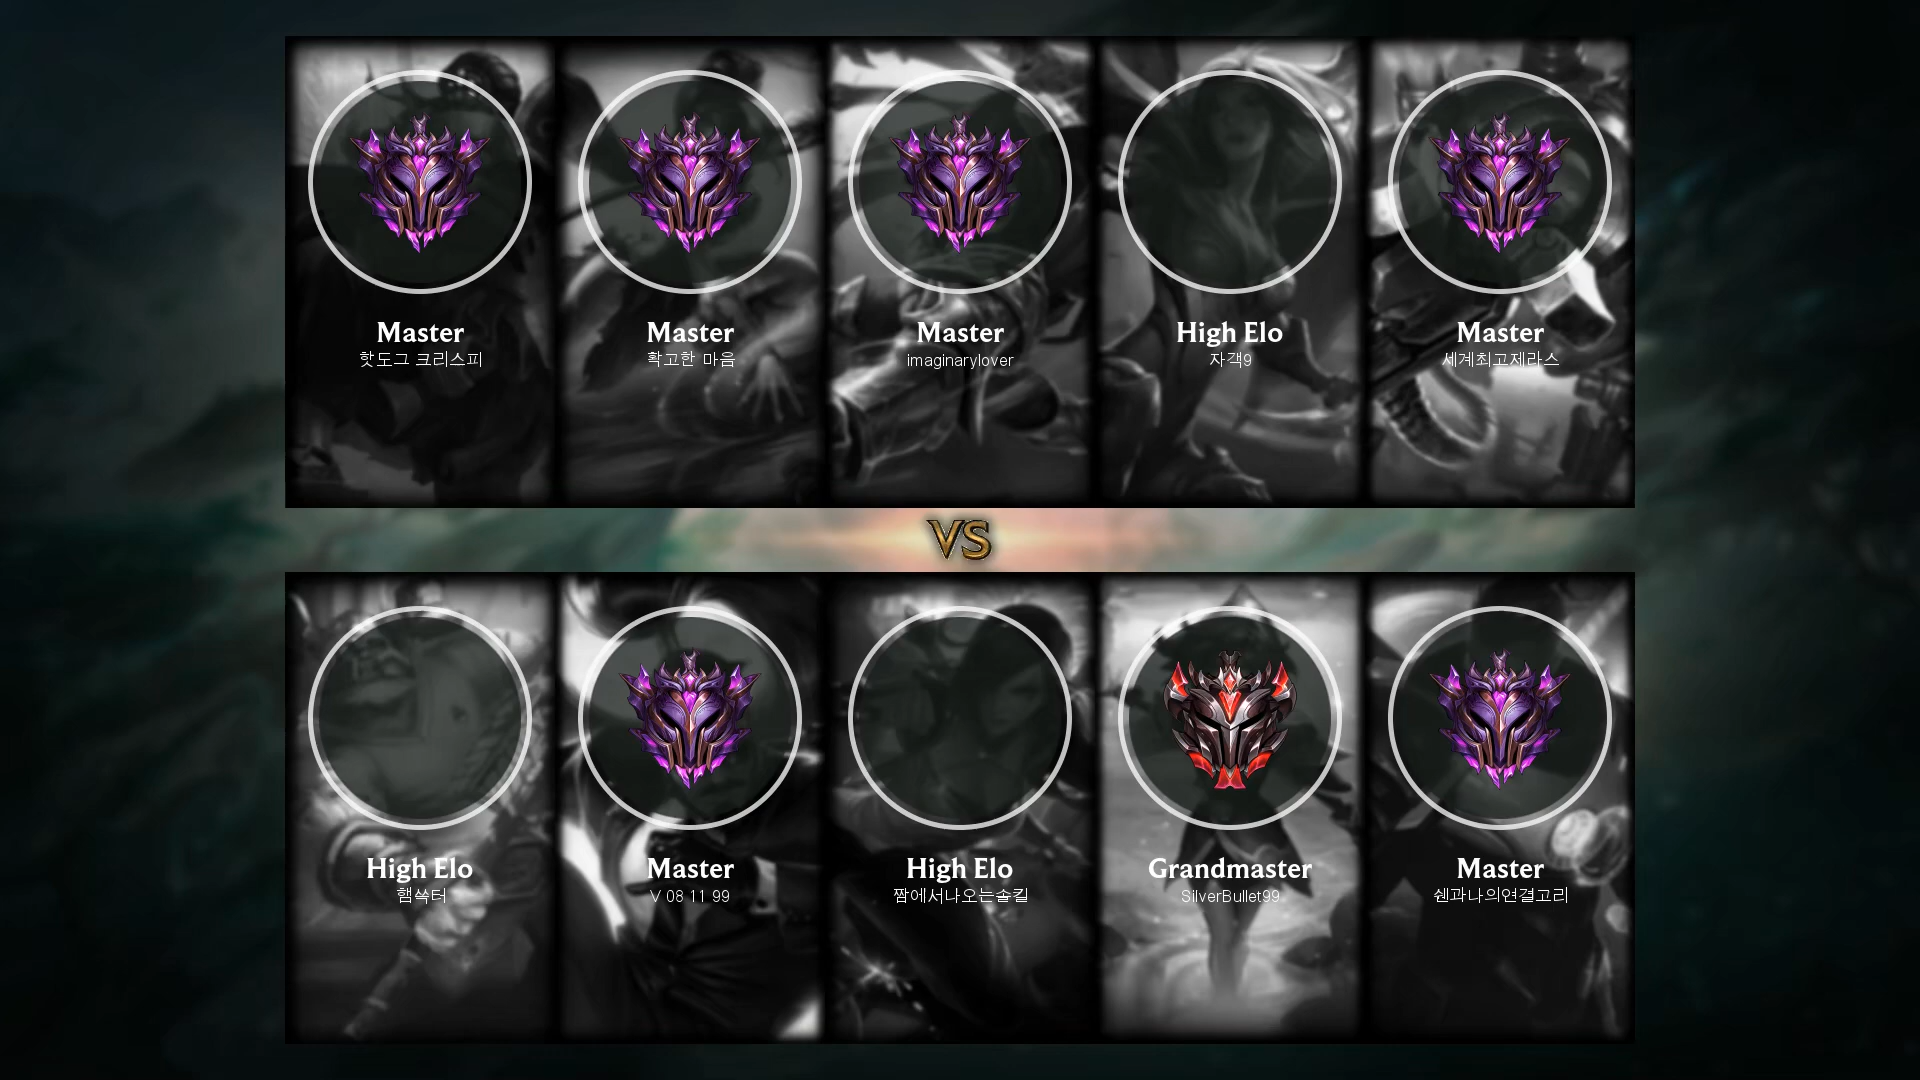 Master
핫도그 크리스피
Master
확고한 마음
Master
imaginarylover
High Elo
자객9
Master
세계최고제라스
VS
High Elo
햄쓱터
Master
V 08 11 99
High Elo
짬에서나오는솔킬
Grandmaster
SilverBullet99
Master
쉔과나의연결고리